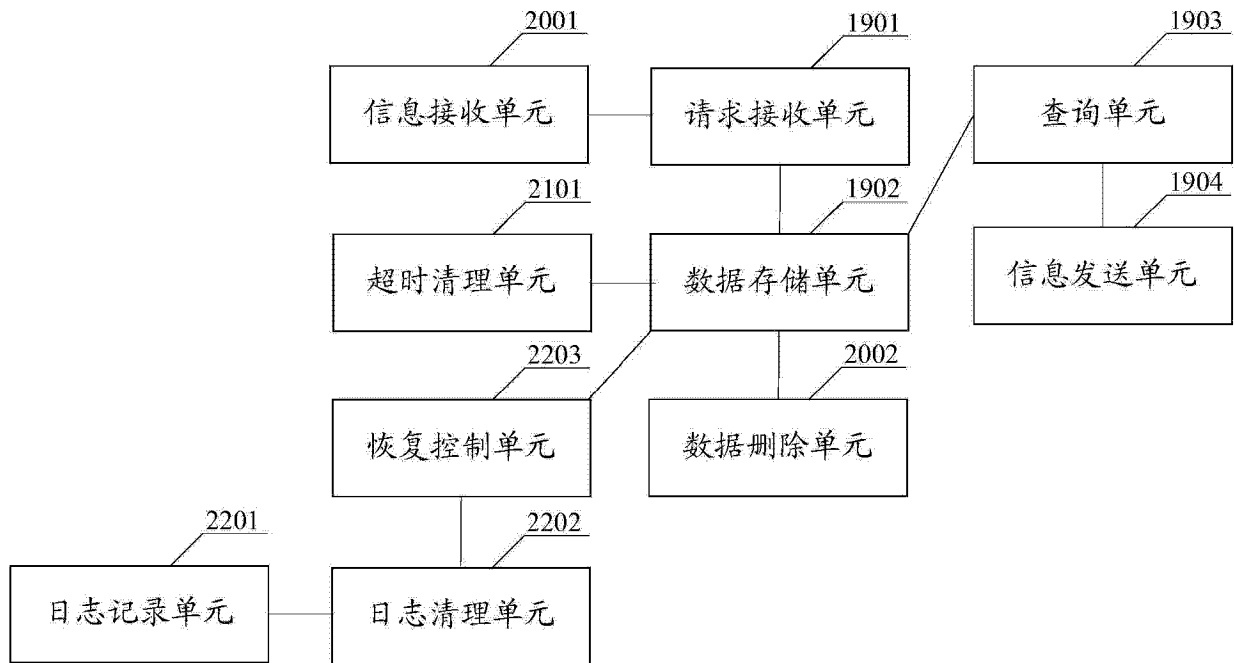 2001
1901
1903
信息接收单元
请求接收单元
查询单元
2101
1902
1904
超时清理单元
数据存储单元
信息发送单元
2203
2002
恢复控制单元
数据删除单元
2201
2202
日志记录单元
日志清理单元